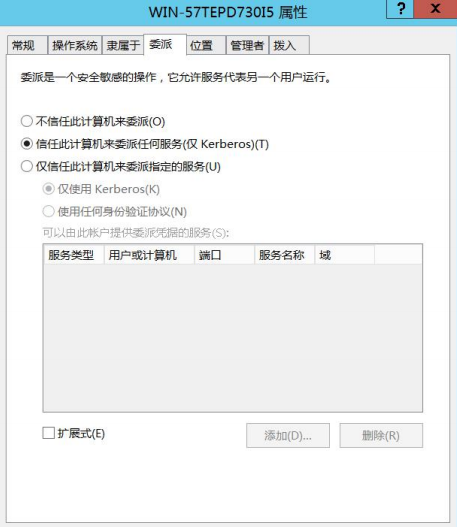 WIN-57TEPD730I5 属性
? x
常规 操作系统 隶属于 委派 位置 管理者 拨入
委派是一个安全敏感的操作，它允许服务代表另一个用户运行。
不信任此计算机来委派(O)
信任此计算机来委派任何服务(仅 Kerberos)(T)
仅信任此计算机来委派指定的服务(U)
仅使用 Kerberos(K)
使用任何身份验证协议(N)
可以由此帐户提供委派凭据的服务(S):
服务类型 用户或计算机 端口 服务名称 域
扩展式(E)
添加(D)... 删除(R)